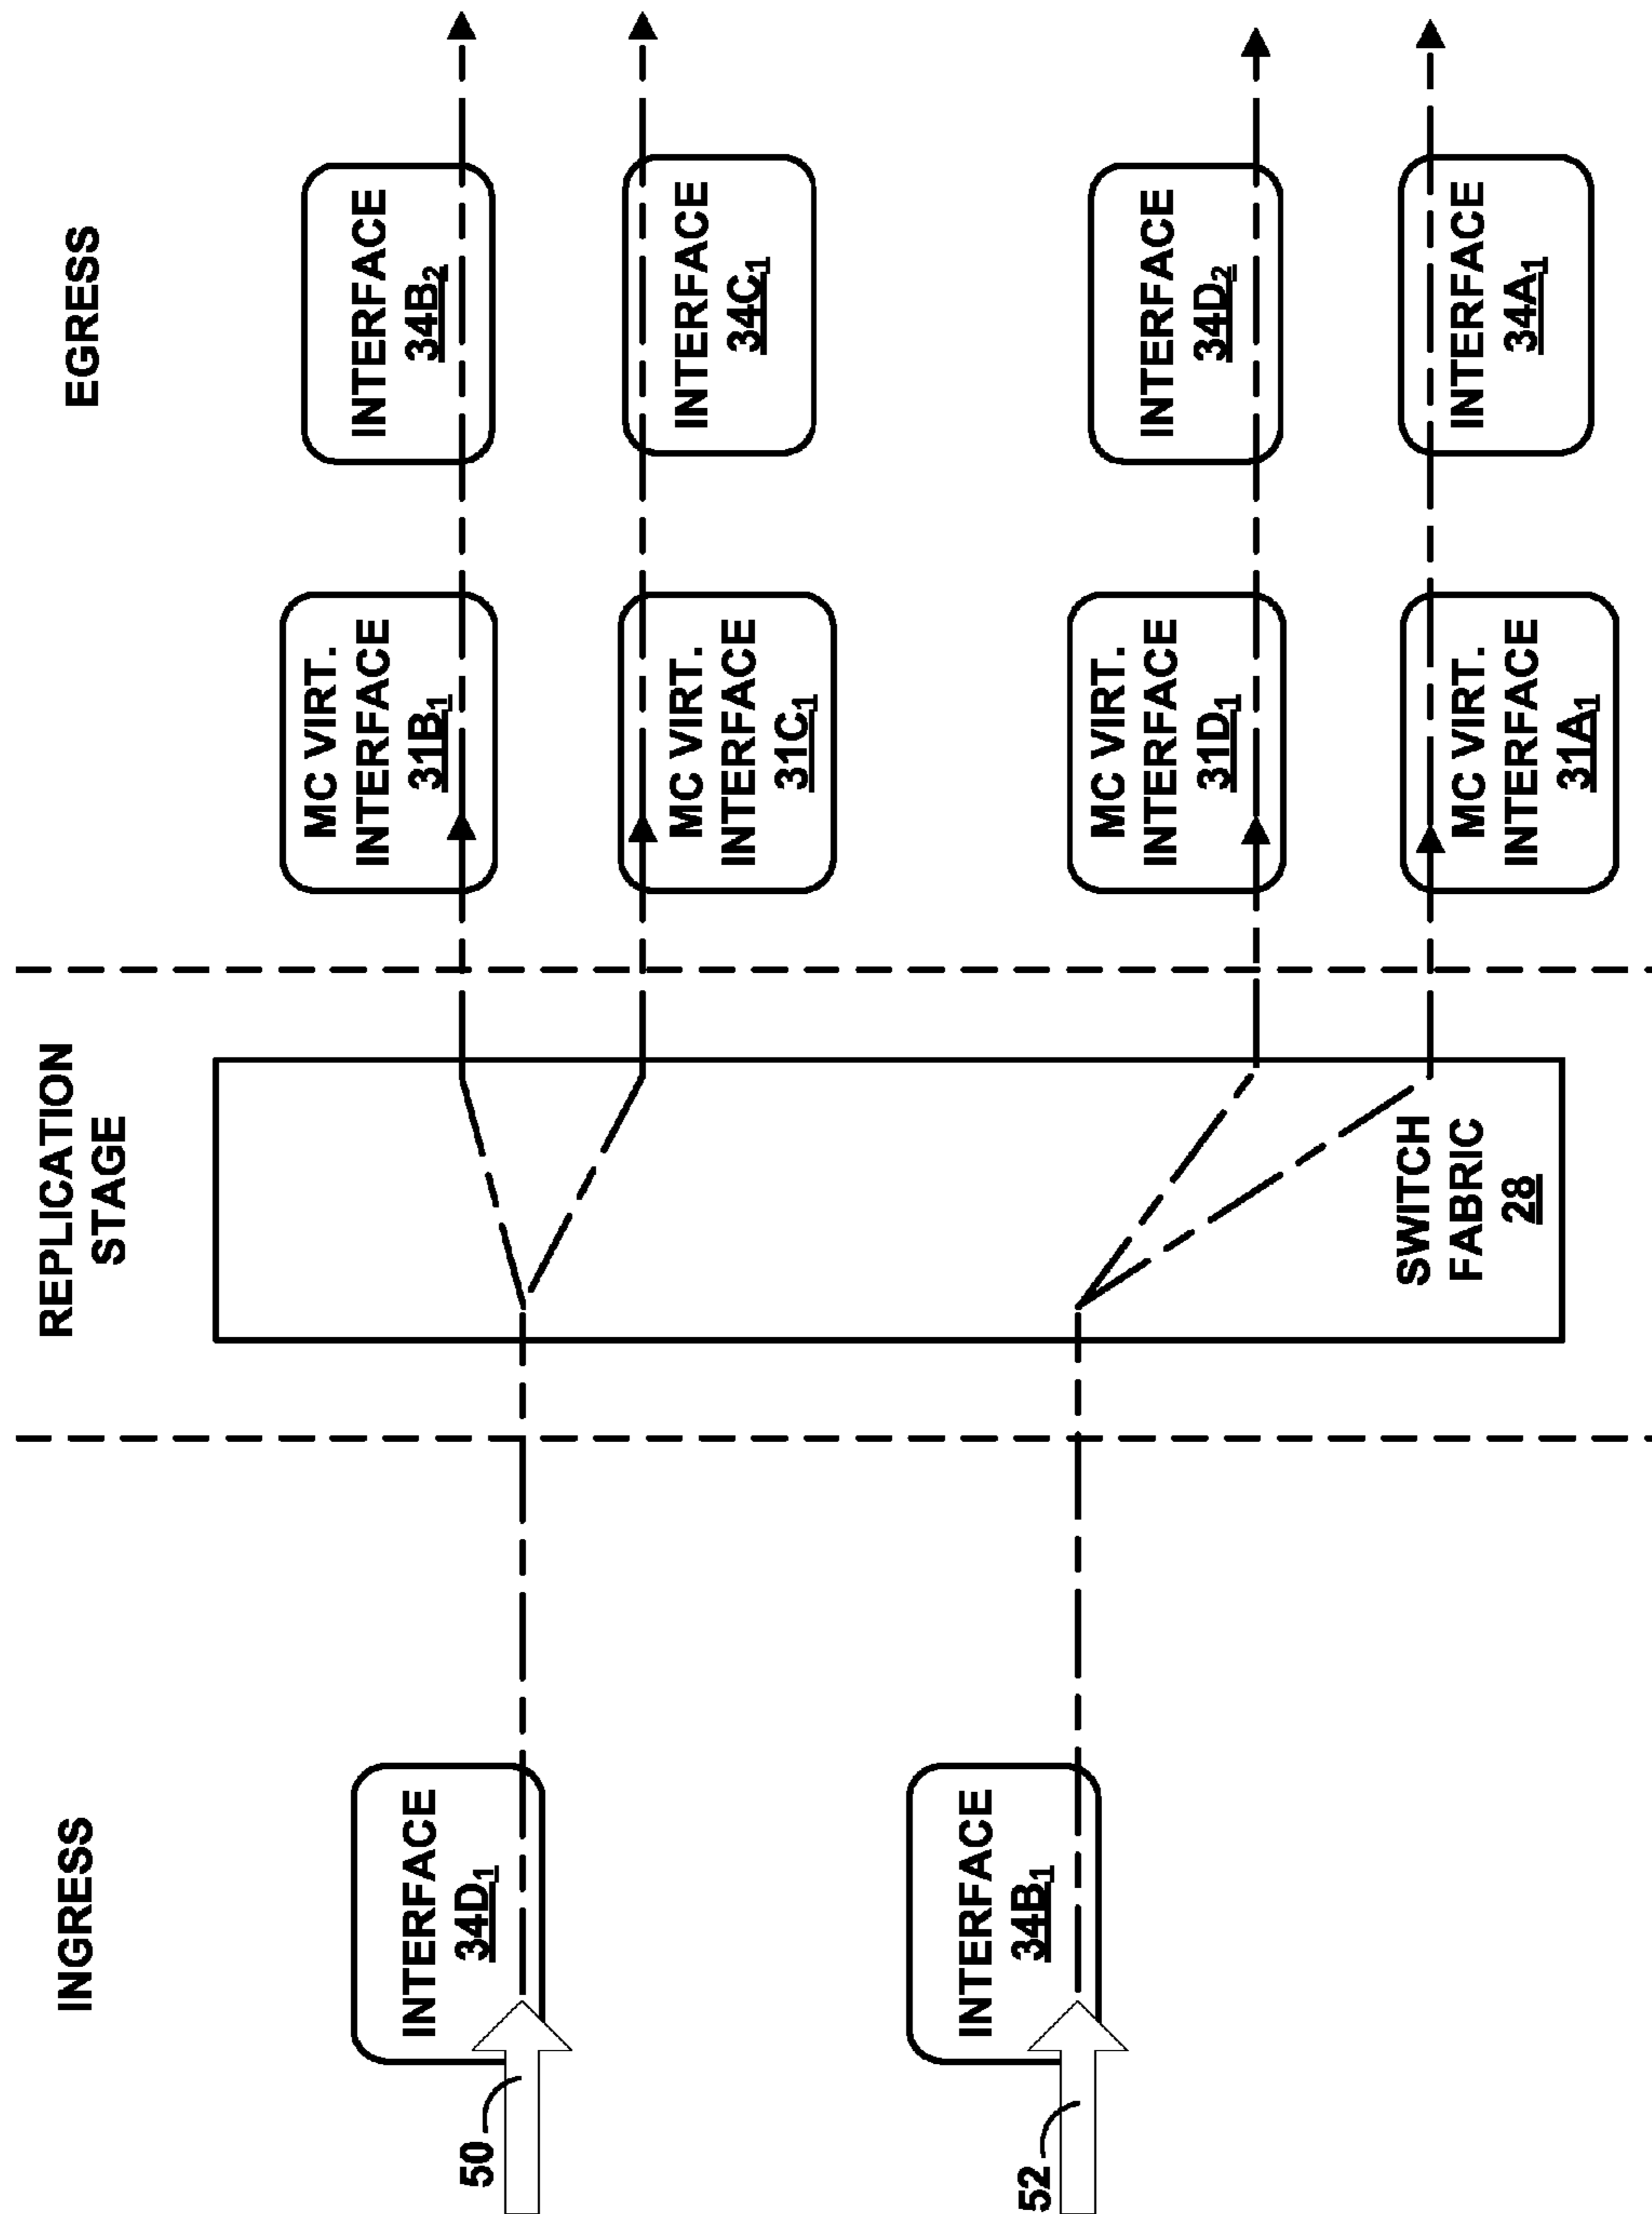 INGRESS
REPLICATION
STAGE
EGRESS
50
INTERFACE
34D₁
52
INTERFACE
34B₁
SWITCH
FABRIC
28
MC VIRT.
INTERFACE
31B₁
INTERFACE
34B₂
MC VIRT.
INTERFACE
31C₁
INTERFACE
34C₁
MC VIRT.
INTERFACE
31D₁
INTERFACE
34D₂
MC VIRT.
INTERFACE
31A₁
INTERFACE
34A₁